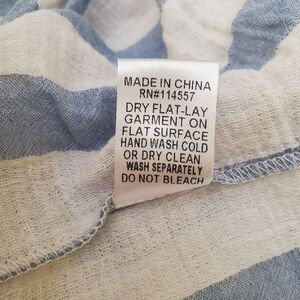 MADE IN CHINA
RN#114557
DRY FLAT-LAY
GARMENT ON
FLAT SURFACE
HAND WASH COLD
OR DRY CLEAN
WASH SEPARATELY
DO NOT BLEACH